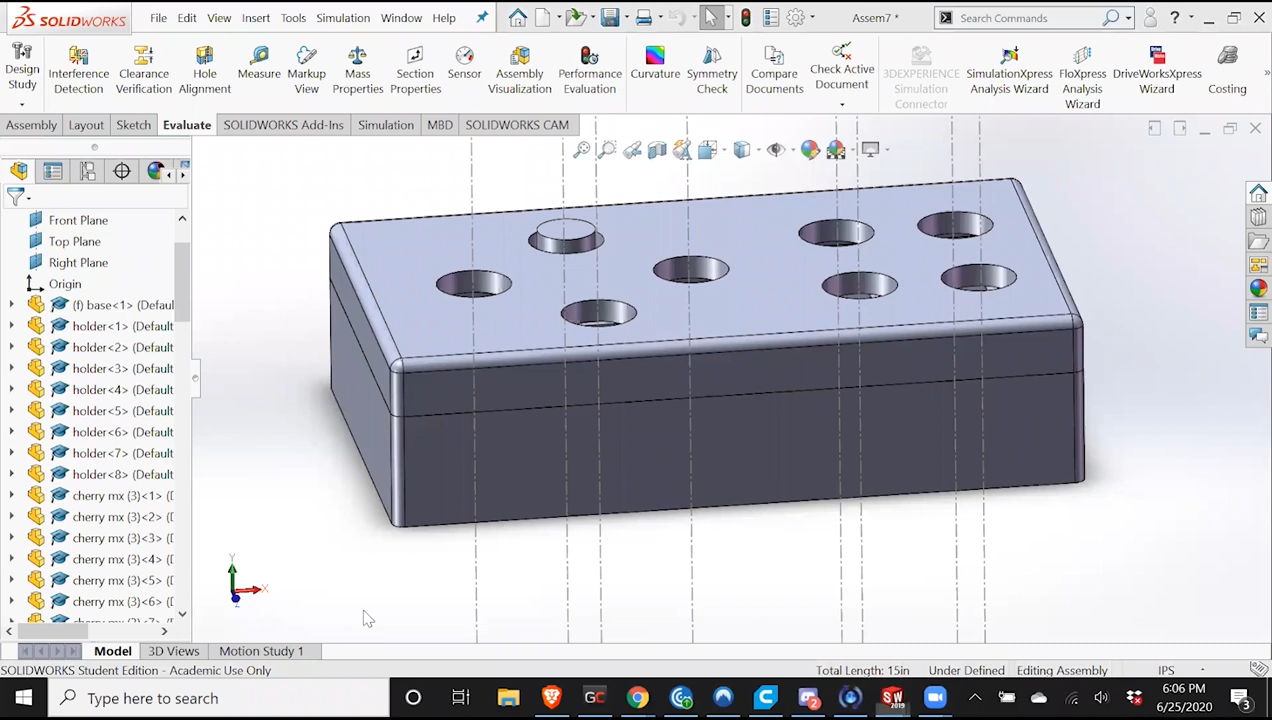 SOLIDWORKS
File Edit View Insert Tools Simulation Window Help
Assem7 *
Search Commands
Design Study
Interference Detection
Clearance Verification
Hole Alignment
Measure
Markup View
Mass Properties
Section Properties
Sensor
Assembly Visualization
Performance Evaluation
Curvature
Symmetry Check
Compare Documents
Check Active Document
3DEXPERIENCE Simulation Connector
SimulationXpress Analysis Wizard
FloXpress Analysis Wizard
DriveWorksXpress Wizard
Costing
Assembly Layout Sketch Evaluate SOLIDWORKS Add-Ins Simulation MBD SOLIDWORKS CAM
Front Plane
Top Plane
Right Plane
Origin
(f) base<1> (Defaul
holder<1> (Default
holder<2> (Default
holder<3> (Default
holder<4> (Default
holder<5> (Default
holder<6> (Default
holder<7> (Default
holder<8> (Default
cherry mx (3)<1> (D
cherry mx (3)<2> (D
cherry mx (3)<3> (D
cherry mx (3)<4> (D
cherry mx (3)<5> (D
cherry mx (3)<6> (D
Y
X
Z
Model 3D Views Motion Study 1
SOLIDWORKS Student Edition - Academic Use Only
Total Length: 15in Under Defined Editing Assembly IPS -
Type here to search
GC
SW
2019
2
6:06 PM
6/25/2020
3